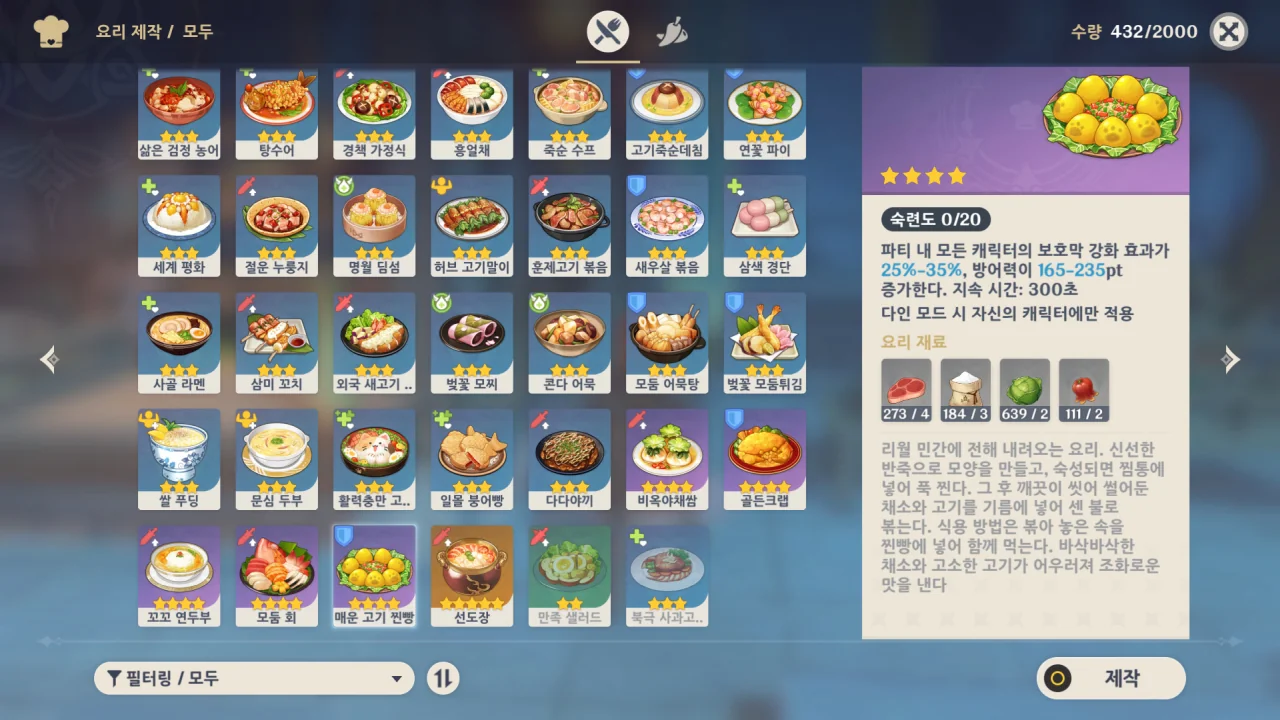 요리 제작 / 모두
수량 432/2000
삶은 검정 농어
탕수어
경책 가정식
흥얼채
죽순 수프
고기죽순데침
연꽃 파이
세계 평화
절운 누룽지
명월 딤섬
허브 고기말이
훈제고기 볶음
새우살 볶음
삼색 경단
사골 라멘
삼미 꼬치
외국 새고기 ..
벚꽃 모찌
콘다 어묵
모둠 어묵탕
벚꽃 모둠튀김
쌀 푸딩
문심 두부
활력충만 고..
일몰 붕어빵
다다야끼
비옥야채쌈
골든크랩
꼬꼬 연두부
모둠 회
매운 고기 찐빵
선도장
만족 샐러드
북극 사과고..
숙련도 0/20
파티 내 모든 캐릭터의 보호막 강화 효과가
25%-35%, 방어력이 165-235pt
증가한다. 지속 시간: 300초
다인 모드 시 자신의 캐릭터에만 적용
요리 재료
273 / 4
184 / 3
639 / 2
111 / 2
리월 민간에 전해 내려오는 요리. 신선한
반죽으로 모양을 만들고, 숙성되면 찜통에
넣어 푹 찐다. 그 후 깨끗이 씻어 썰어둔
채소와 고기를 기름에 넣어 센 불로
볶는다. 식용 방법은 볶아 놓은 속을
찐빵에 넣어 함께 먹는다. 바삭바삭한
채소와 고소한 고기가 어우러져 조화로운
맛을 낸다
필터링 / 모두
제작